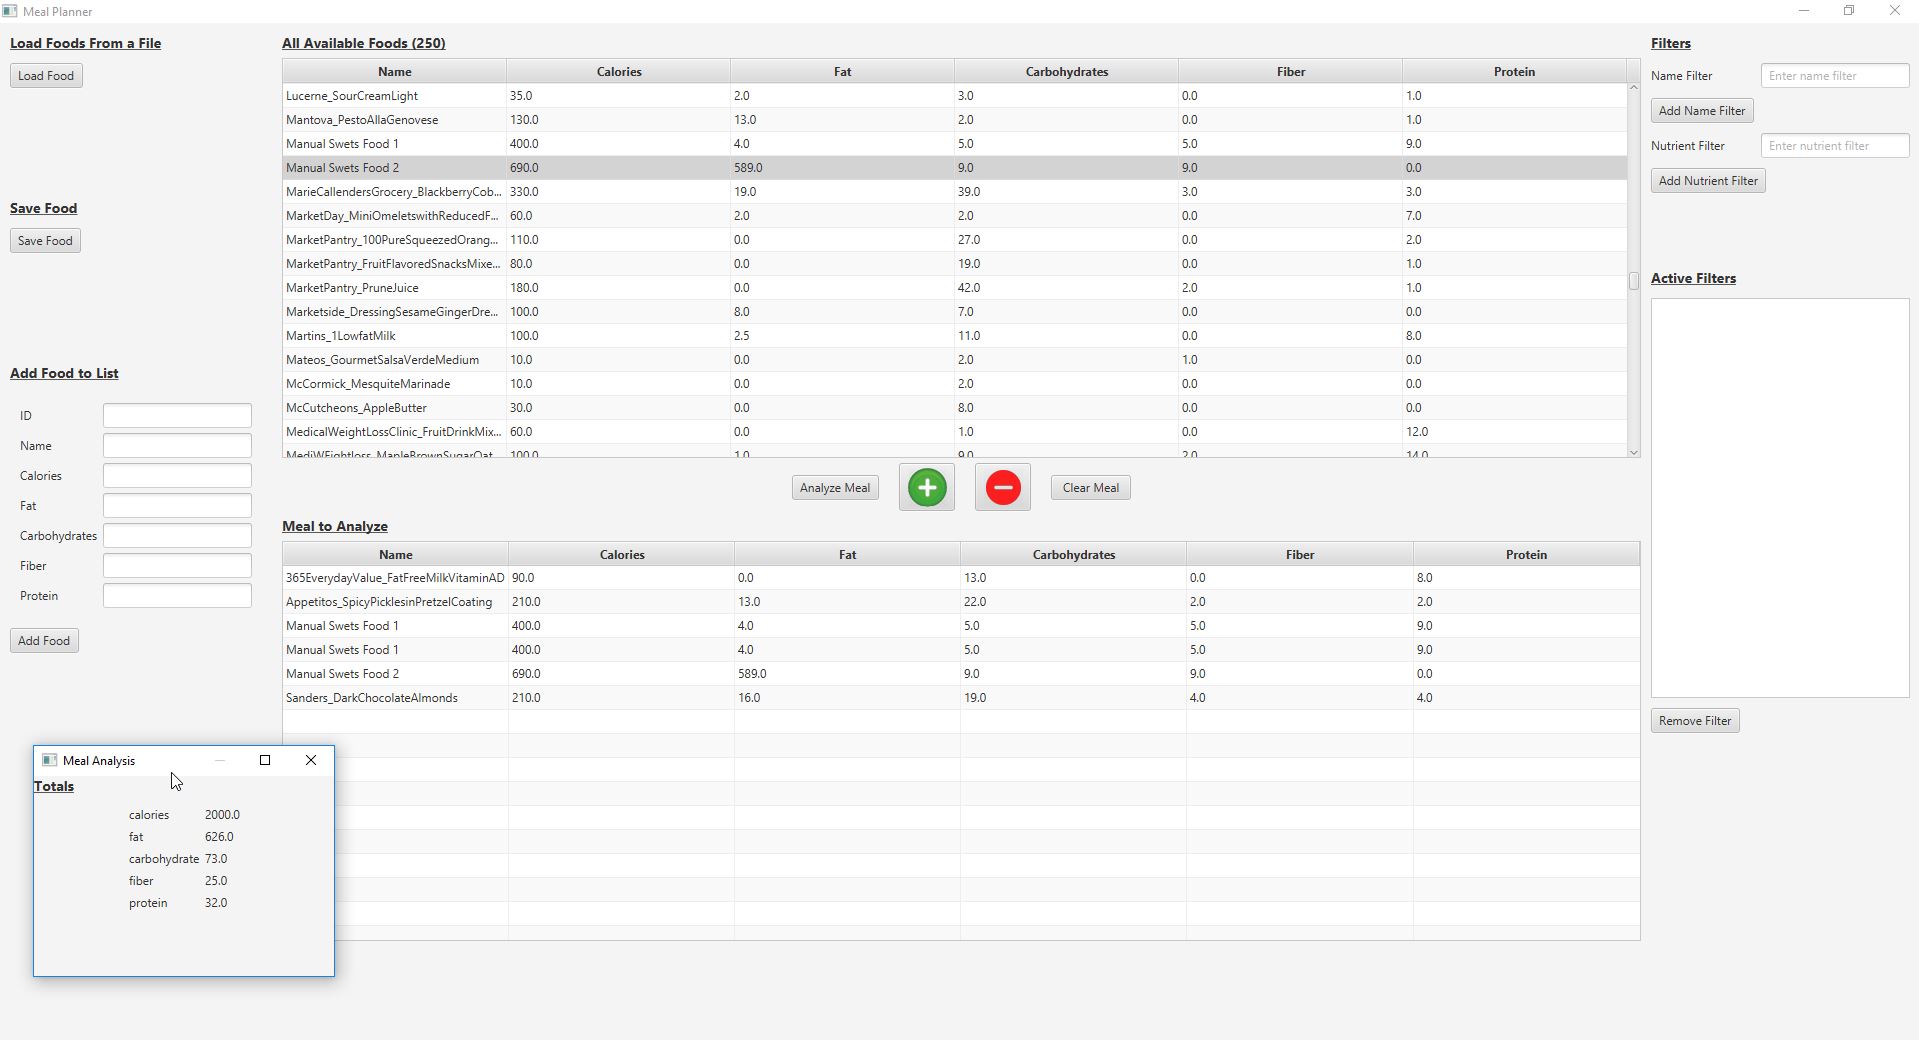 Meal Planner
Load Foods From a File
Load Food
Save Food
Save Food
Add Food to List
ID
Name
Calories
Fat
Carbohydrates
Fiber
Protein
Add Food
All Available Foods (250)
Name Calories Fat Carbohydrates Fiber Protein
Lucerne_SourCreamLight 35.0 2.0 3.0 0.0 1.0
Mantova_PestoAllaGenovese 130.0 13.0 2.0 0.0 1.0
Manual Swets Food 1 400.0 4.0 5.0 5.0 9.0
Manual Swets Food 2 690.0 589.0 9.0 9.0 0.0
MarieCallendersGrocery_BlackberryCob... 330.0 19.0 39.0 3.0 3.0
MarketDay_MiniOmeletswithReducedF... 60.0 2.0 2.0 0.0 7.0
MarketPantry_100PureSqueezedOrang... 110.0 0.0 27.0 0.0 2.0
MarketPantry_FruitFlavoredSnacksMixe... 80.0 0.0 19.0 0.0 1.0
MarketPantry_PruneJuice 180.0 0.0 42.0 2.0 1.0
Marketside_DressingSesameGingerDre... 100.0 8.0 7.0 0.0 0.0
Martins_1LowfatMilk 100.0 2.5 11.0 0.0 8.0
Mateos_GourmetSalsaVerdeMedium 10.0 0.0 2.0 1.0 0.0
McCormick_MesquiteMarinade 10.0 0.0 2.0 0.0 0.0
McCutcheons_AppleButter 30.0 0.0 8.0 0.0 0.0
MedicalWeightLossClinic_FruitDrinkMix... 60.0 0.0 1.0 0.0 12.0
MediWEightloss_MapleBrownSugarOat... 100.0 1.0 9.0 2.0 14.0
Analyze Meal
Clear Meal
Meal to Analyze
Name Calories Fat Carbohydrates Fiber Protein
365EverydayValue_FatFreeMilkVitaminAD 90.0 0.0 13.0 0.0 8.0
Appetitos_SpicyPicklesinPretzelCoating 210.0 13.0 22.0 2.0 2.0
Manual Swets Food 1 400.0 4.0 5.0 5.0 9.0
Manual Swets Food 1 400.0 4.0 5.0 5.0 9.0
Manual Swets Food 2 690.0 589.0 9.0 9.0 0.0
Sanders_DarkChocolateAlmonds 210.0 16.0 19.0 4.0 4.0
Filters
Name Filter Enter name filter
Add Name Filter
Nutrient Filter Enter nutrient filter
Add Nutrient Filter
Active Filters
Remove Filter
Meal Analysis
Totals
calories 2000.0
fat 626.0
carbohydrate 73.0
fiber 25.0
protein 32.0